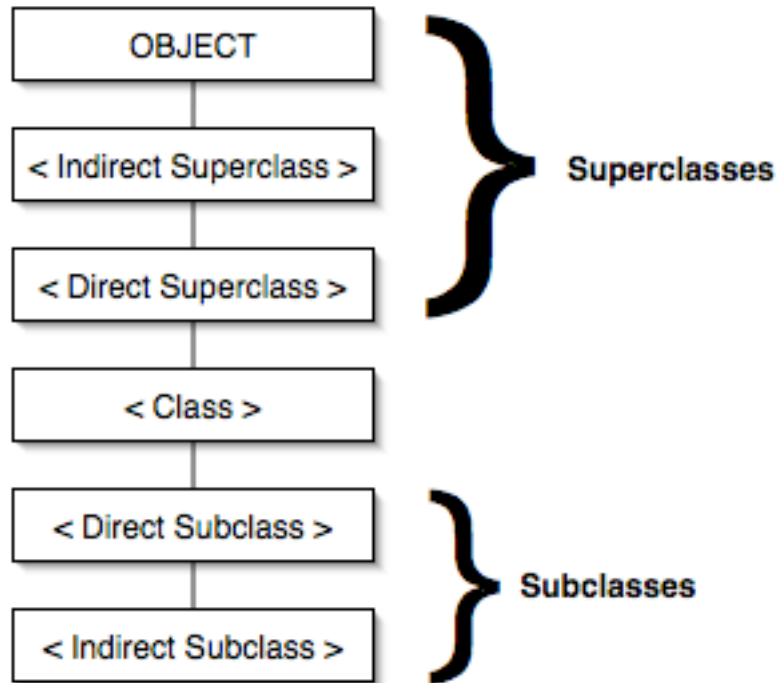 OBJECT
< Indirect Superclass >
Superclasses
< Direct Superclass >
< Class >
< Direct Subclass >
Subclasses
< Indirect Subclass >